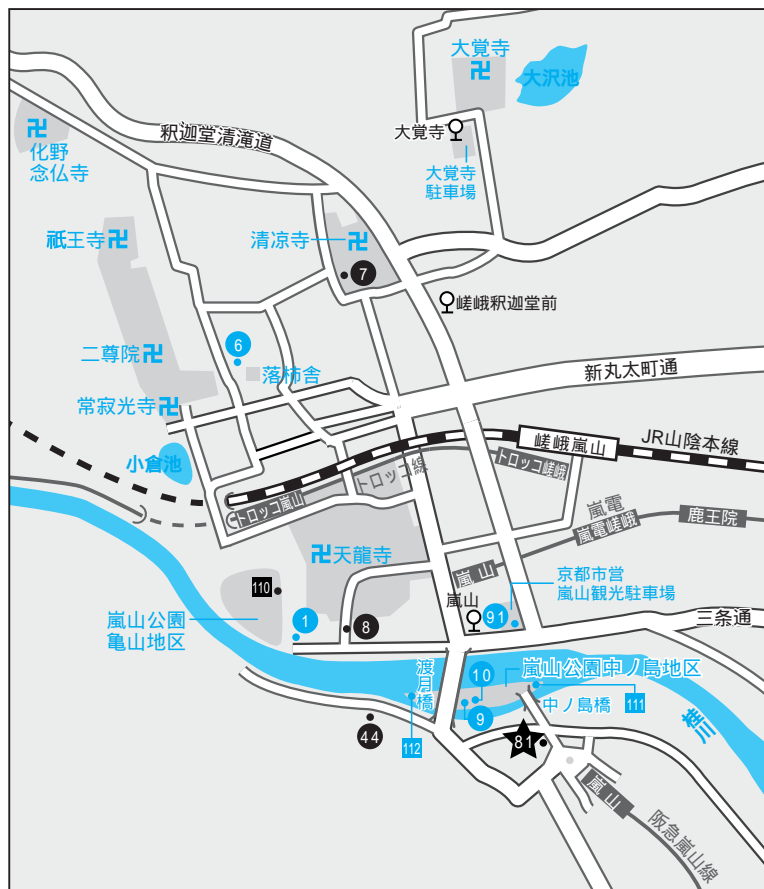 大覚寺
卍
大沢池
釈迦堂清滝道
卍
化野
念仏寺
大覚寺
大覚寺
駐車場
祇王寺卍
清凉寺
卍
7
嵯峨釈迦堂前
6
二尊院卍
落柿舎
新丸太町通
常寂光寺卍
小倉池
嵯峨嵐山
JR山陰本線
トロッコ嵯峨
トロッコ線
トロッコ嵐山
嵐電
嵐電嵯峨
鹿王院
卍天龍寺
嵐山
京都市営
嵐山観光駐車場
110
嵐山
91
嵐山公園
亀山地区
1
8
三条通
渡月橋
10
嵐山公園中ノ島地区
9
中ノ島橋
111
桂川
44
112
81
嵐山
阪急嵐山線